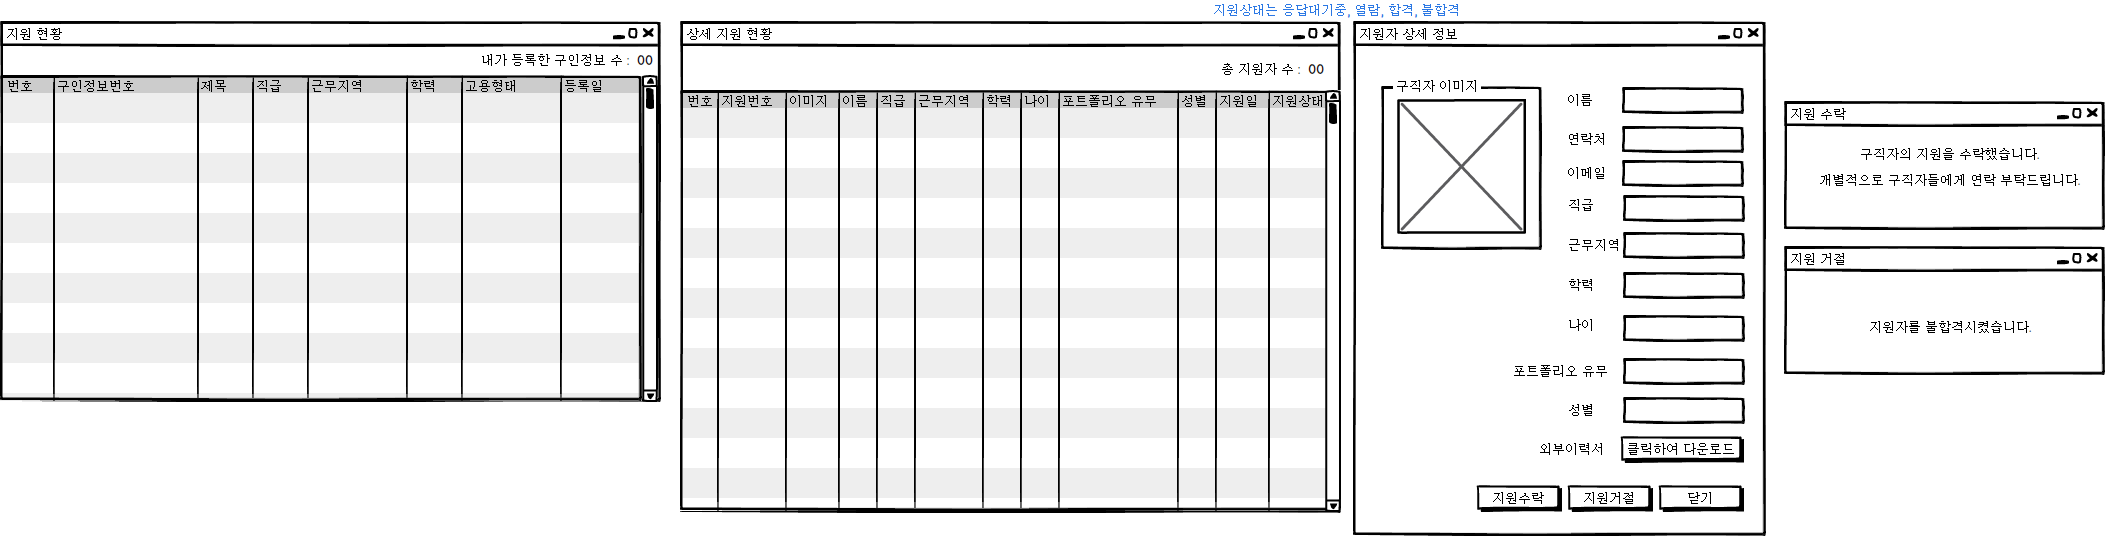 지원상태는 응답대기중, 열람, 합격, 불합격
지원 현황
내가 등록한 구인정보 수 : 00
번호 구인정보번호 제목 직급 근무지역 학력 고용형태 등록일
상세 지원 현황
총 지원자 수 : 00
번호 지원번호 이미지 이름 직급 근무지역 학력 나이 포트폴리오 유무 성별 지원일 지원상태
지원자 상세 정보
구직자 이미지
이름
연락처
이메일
직급
근무지역
학력
나이
포트폴리오 유무
성별
외부이력서 클릭하여 다운로드
지원수락 지원거절 닫기
지원 수락
구직자의 지원을 수락했습니다.
개별적으로 구직자들에게 연락 부탁드립니다.
지원 거절
지원자를 불합격시켰습니다.